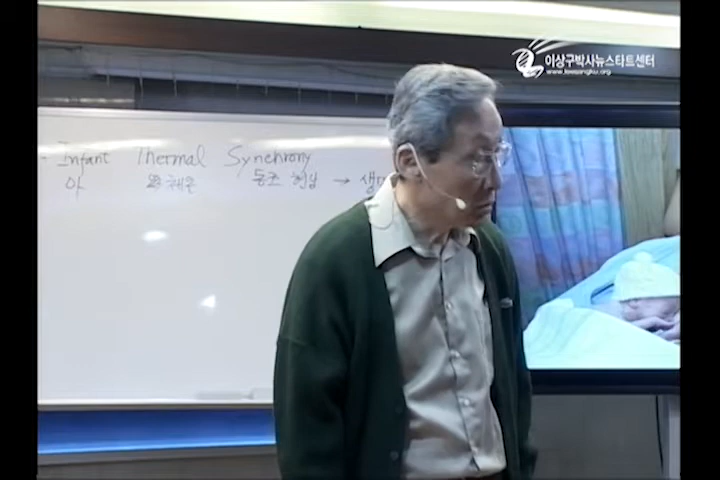 이상구박사뉴스타트센터
www.leesangku.org
Infant Thermal Synchrony
아 체온 동조 현상 →